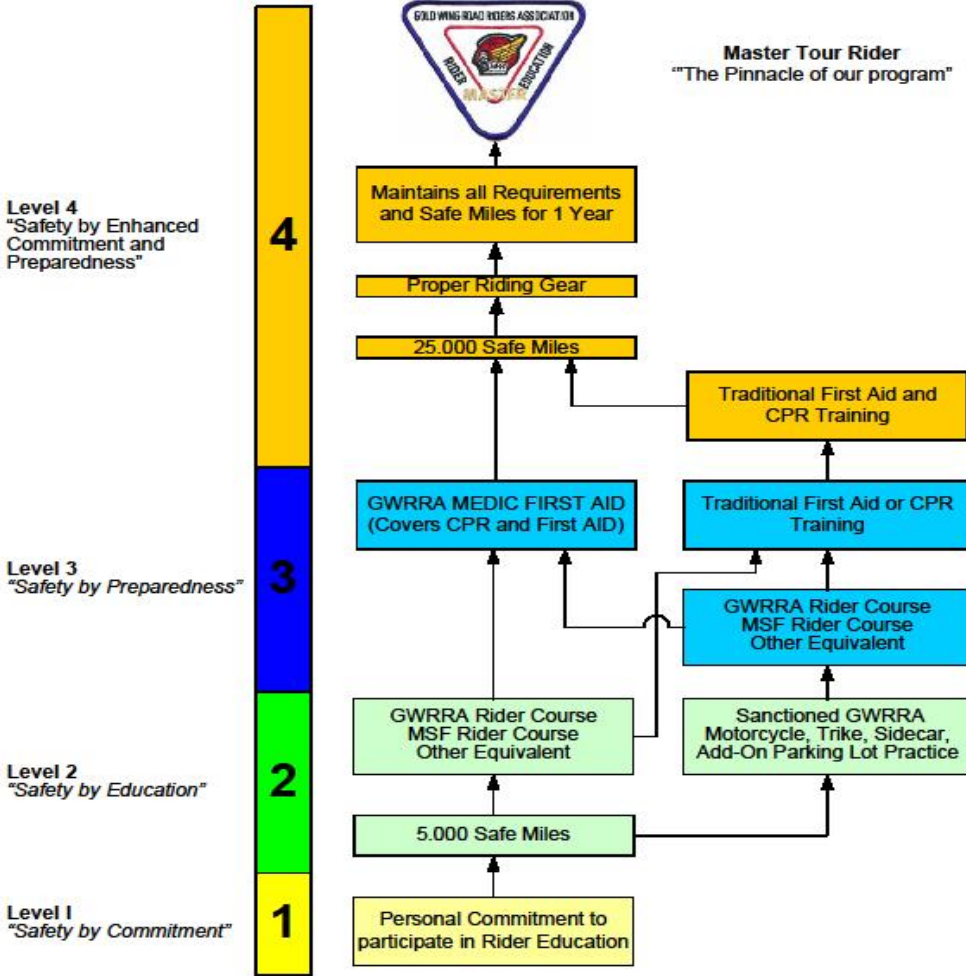 GOLD WING ROAD RIDERS ASSOCIATION
RIDER
EDUCATION
MASTER
Master Tour Rider
""The Pinnacle of our program"
Level 4
"Safety by Enhanced
Commitment and
Preparedness"
4
Maintains all Requirements
and Safe Miles for 1 Year
Proper Riding Gear
25.000 Safe Miles
Traditional First Aid and
CPR Training
Level 3
"Safety by Preparedness"
3
GWRRA MEDIC FIRST AID
(Covers CPR and First AID)
Traditional First Aid or CPR
Training
GWRRA Rider Course
MSF Rider Course
Other Equivalent
Level 2
"Safety by Education"
2
GWRRA Rider Course
MSF Rider Course
Other Equivalent
Sanctioned GWRRA
Motorcycle, Trike, Sidecar,
Add-On Parking Lot Practice
5.000 Safe Miles
Level I
"Safety by Commitment"
1
Personal Commitment to
participate in Rider Education